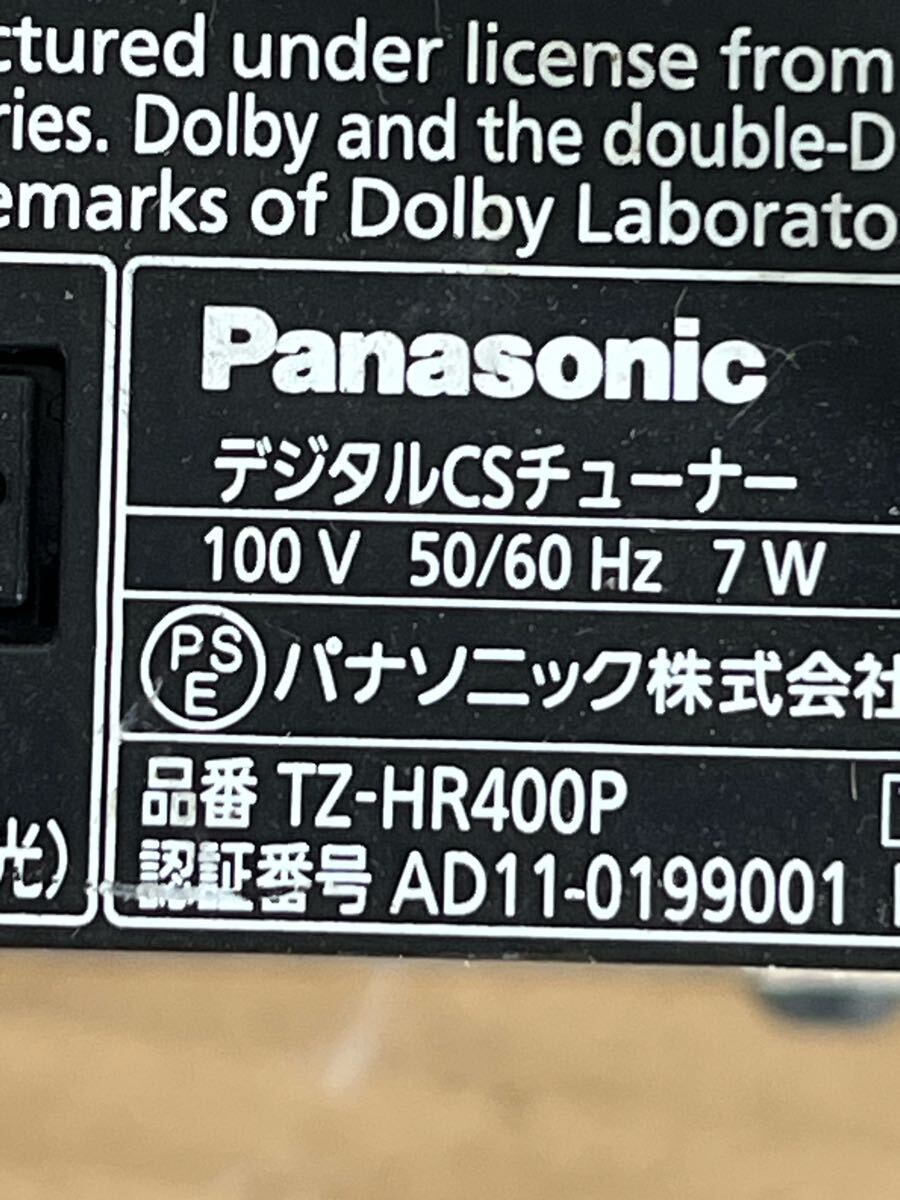 ctured under license from
ries. Dolby and the double-D
emarks of Dolby Laborato
Panasonic
デジタルCSチューナー
100 V 50/60 Hz 7 W
PSE パナソニック株式会社
品番 TZ-HR400P
光)
認証番号 AD11-0199001